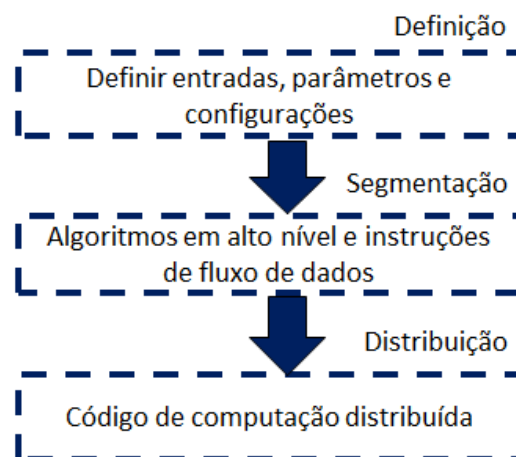 Definição
Definir entradas, parâmetros e
configurações
Segmentação
Algoritmos em alto nível e instruções
de fluxo de dados
Distribuição
Código de computação distribuída